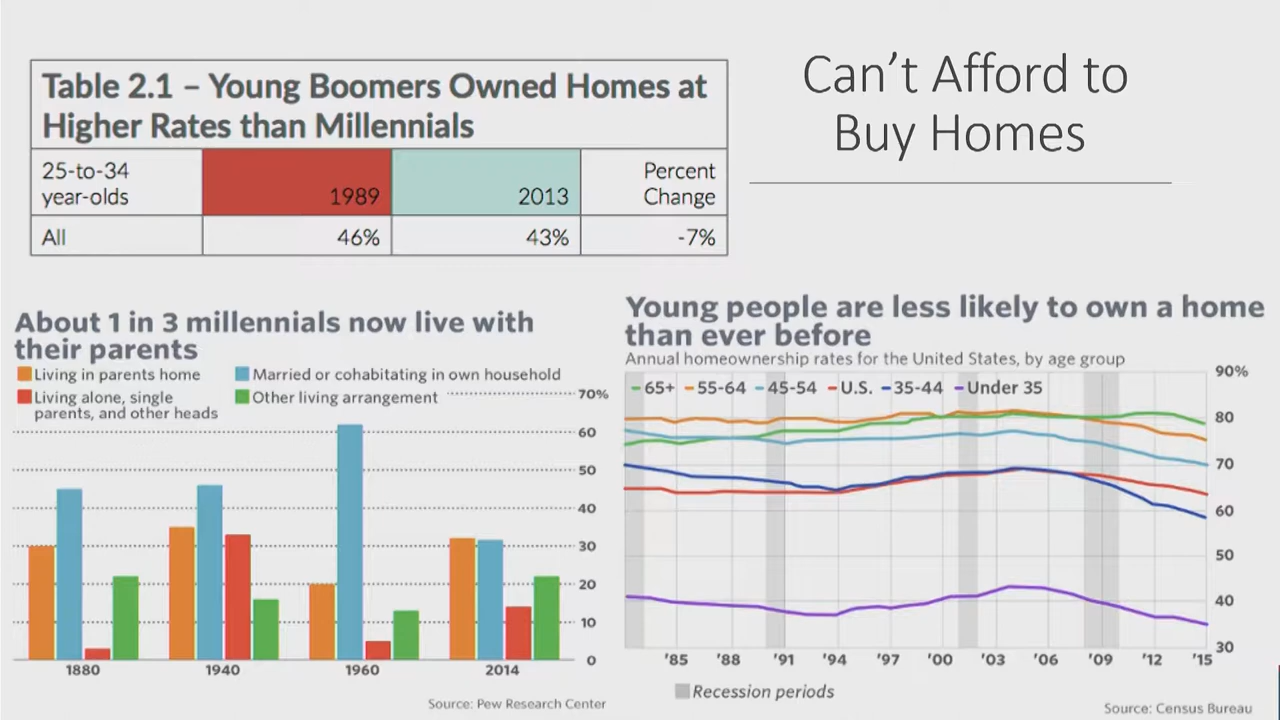 Can't Afford to
Buy Homes
Table 2.1 – Young Boomers Owned Homes at
Higher Rates than Millennials
25-to-34
year-olds
1989
2013
Percent
Change
All
46%
43%
-7%
About 1 in 3 millennials now live with
their parents
Living in parents home
Married or cohabitating in own household
Living alone, single
parents, and other heads
Other living arrangement
70%
60
50
40
30
20
10
0
1880
1940
1960
2014
Source: Pew Research Center
Young people are less likely to own a home
than ever before
Annual homeownership rates for the United States, by age group
65+
55-64
45-54
U.S.
35-44
Under 35
90%
80
70
60
50
40
30
'85
'88
'91
'94
'97
'00
'03
'06
'09
'12
'15
Recession periods
Source: Census Bureau